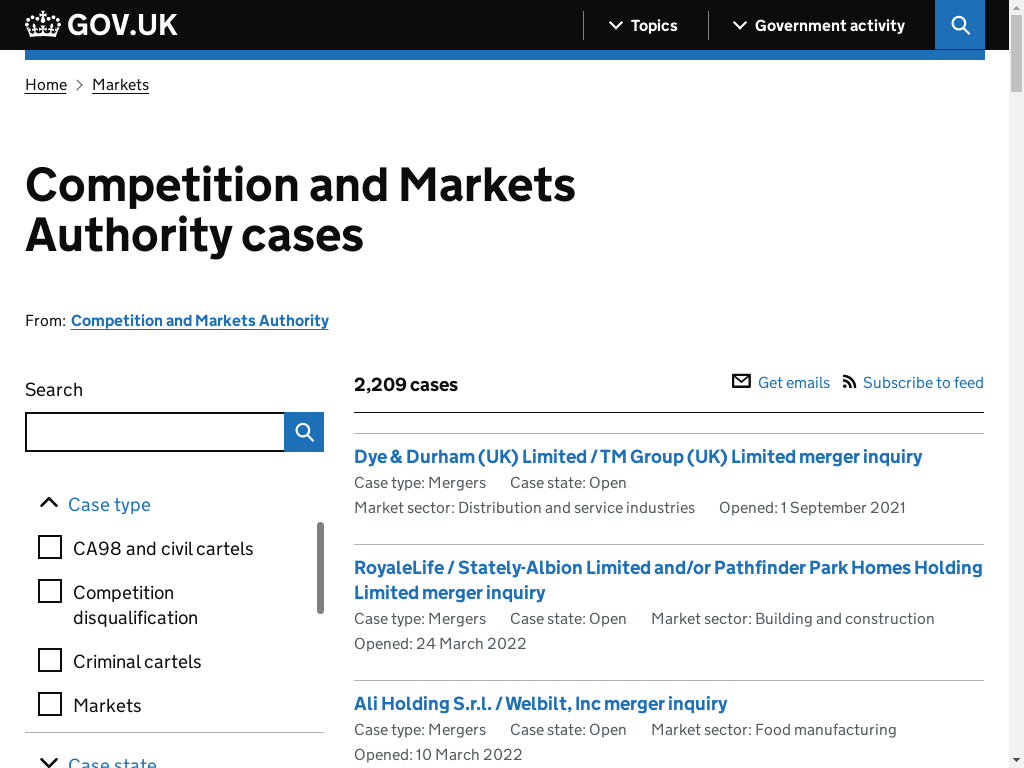 GOV.UK
Topics
Government activity
Home
Markets
Competition and Markets
Authority cases
From: Competition and Markets Authority
Search
2,209 cases
Get emails
Subscribe to feed
Case type
CA98 and civil cartels
Competition
disqualification
Criminal cartels
Markets
Case state
Dye & Durham (UK) Limited / TM Group (UK) Limited merger inquiry
Case type: Mergers Case state: Open
Market sector: Distribution and service industries Opened: 1 September 2021
RoyaleLife / Stately-Albion Limited and/or Pathfinder Park Homes Holding
Limited merger inquiry
Case type: Mergers Case state: Open Market sector: Building and construction
Opened: 24 March 2022
Ali Holding S.r.l. / Welbilt, Inc merger inquiry
Case type: Mergers Case state: Open Market sector: Food manufacturing
Opened: 10 March 2022